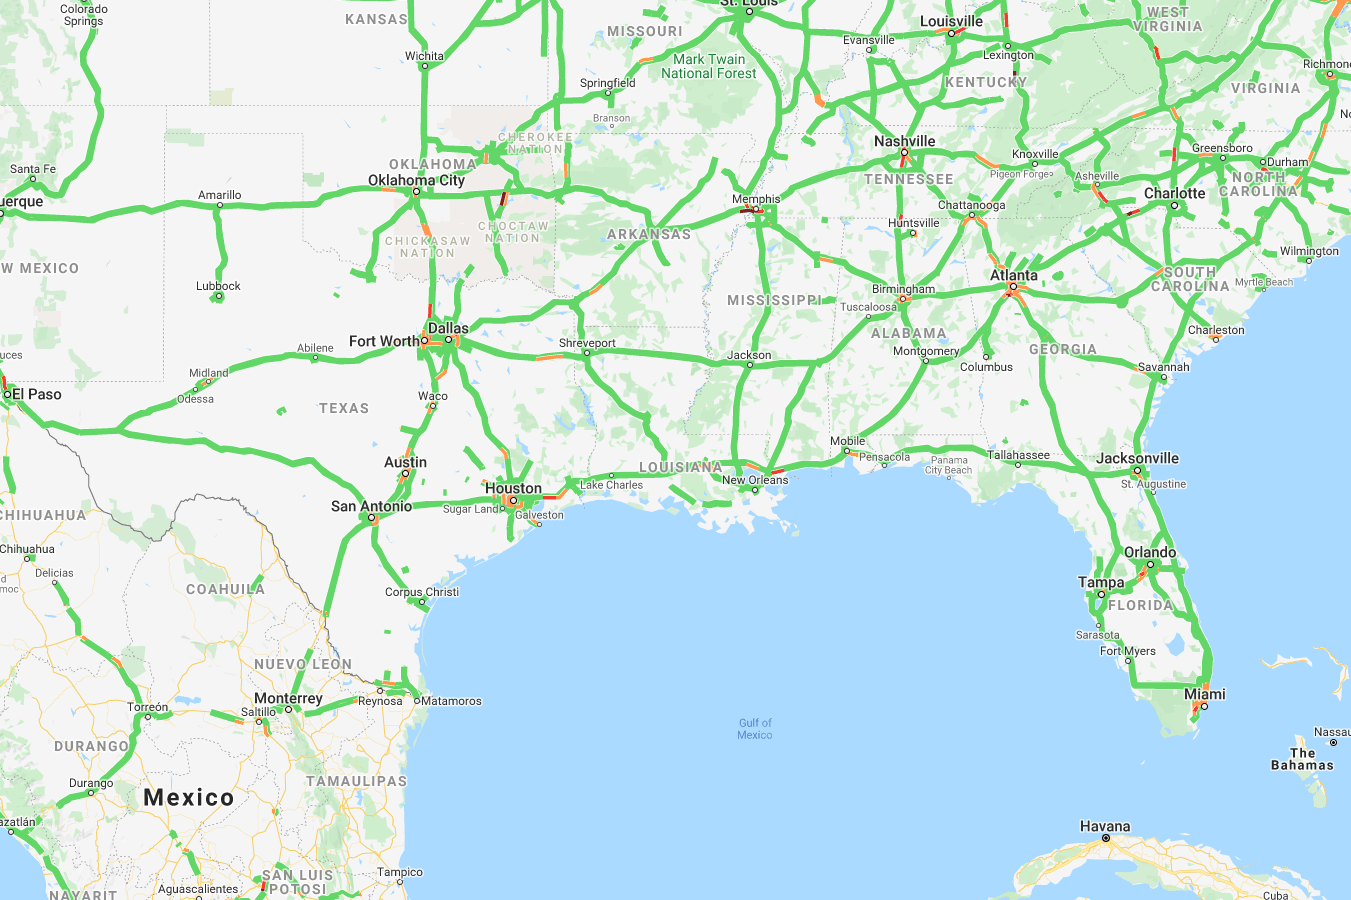 Colorado
Springs
KANSAS
MISSOURI
St. Louis
Louisville
WEST
VIRGINIA
Evansville
Lexington
Wichita
Mark Twain
National Forest
Richmond
Springfield
KENTUCKY
VIRGINIA
Branson
CHEROKEE
NATION
Nashville
Greensboro
Durham
Santa Fe
OKLAHOMA
Oklahoma City
Knoxville
Pigeon Forge
Asheville
NORTH
CAROLINA
TENNESSEE
Amarillo
uerque
Memphis
Charlotte
Chattanooga
CHOCTAW
NATION
ARKANSAS
Huntsville
CHICKASAW
NATION
Wilmington
W MEXICO
Atlanta
SOUTH
CAROLINA
Lubbock
Birmingham
Myrtle Beach
MISSISSIPPI
Tuscaloosa
Dallas
Fort Worth
ALABAMA
Charleston
Shreveport
Abilene
Jackson
Montgomery
GEORGIA
uces
Columbus
Savannah
Midland
Odessa
El Paso
Waco
TEXAS
Mobile
Pensacola
Tallahassee
Jacksonville
Panama
City Beach
Austin
LOUISIANA
New Orleans
Lake Charles
St. Augustine
Houston
San Antonio
Sugar Land
Galveston
CHIHUAHUA
Chihuahua
Orlando
Delicias
Tampa
COAHUILA
Corpus Christi
FLORIDA
Sarasota
Fort Myers
NUEVO LEON
Monterrey
Reynosa
Matamoros
Miami
Torreón
Saltillo
Gulf of
Mexico
Nassau
DURANGO
The
Bahamas
Durango
TAMAULIPAS
Mexico
azatlán
Havana
SAN LUIS
POTOSI
Tampico
Aguascalientes
NAYARIT
Cuba